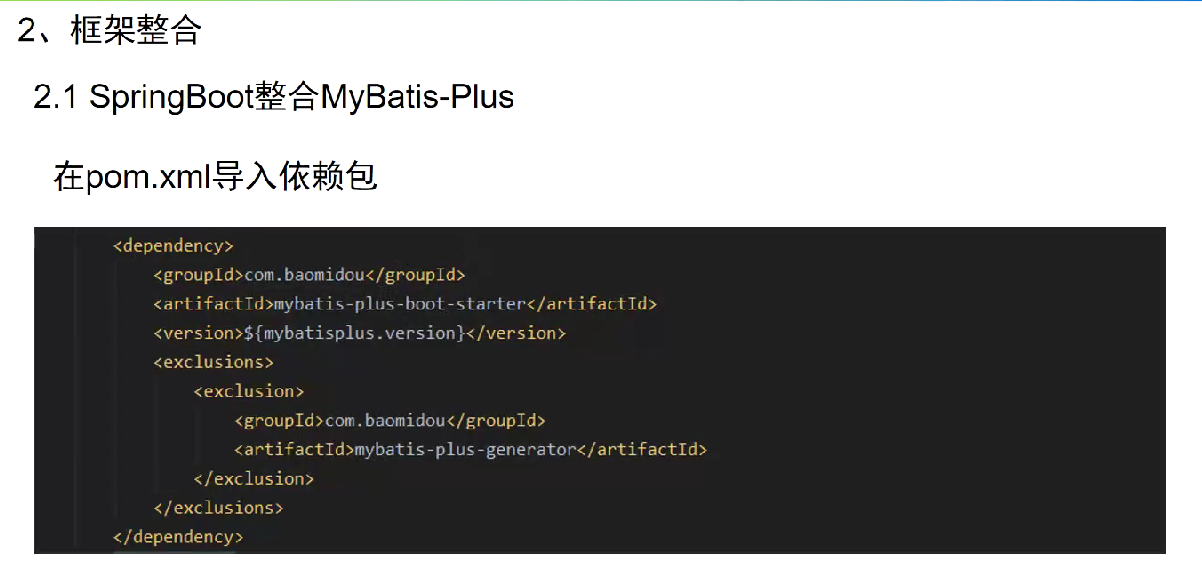 2、框架整合
2.1 SpringBoot整合MyBatis-Plus
在pom.xml导入依赖包
<dependency>
<groupId>com.baomidou</groupId>
<artifactId>mybatis-plus-boot-starter</artifactId>
<version>${mybatisplus.version}</version>
<exclusions>
<exclusion>
<groupId>com.baomidou</groupId>
<artifactId>mybatis-plus-generator</artifactId>
</exclusion>
</exclusions>
</dependency>